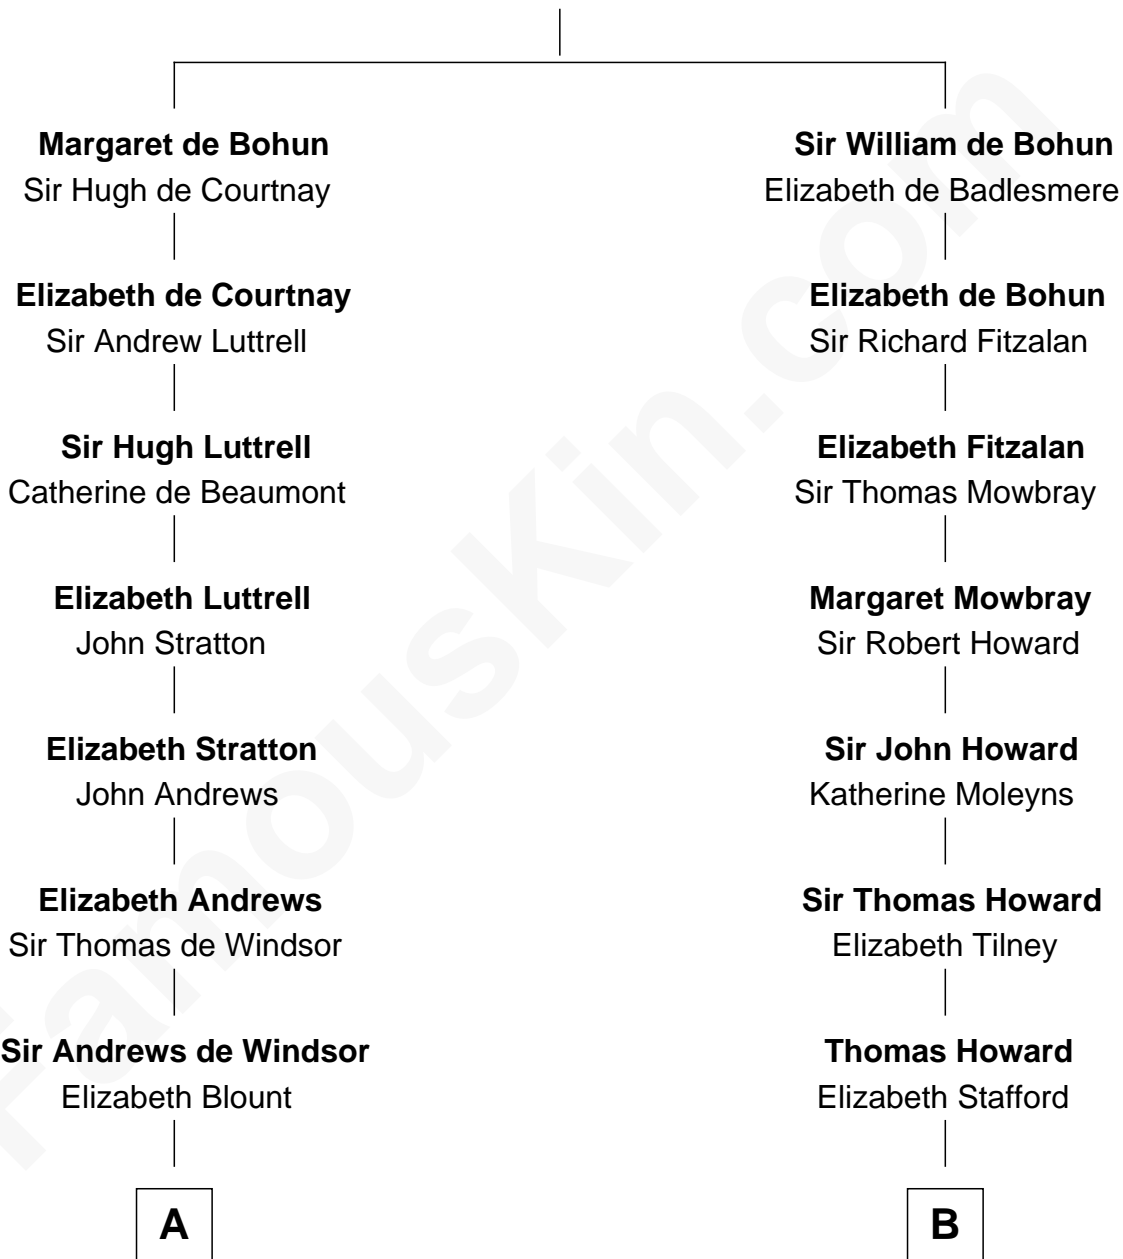 Margaret de Bohun
Sir Hugh de Courtnay
Elizabeth de Courtnay
Sir Andrew Luttrell
Sir Hugh Luttrell
Catherine de Beaumont
Elizabeth Luttrell
John Stratton
Elizabeth Stratton
John Andrews
Elizabeth Andrews
Sir Thomas de Windsor
Sir Andrews de Windsor
Elizabeth Blount
A
Sir William de Bohun
Elizabeth de Badlesmere
Elizabeth de Bohun
Sir Richard Fitzalan
Elizabeth Fitzalan
Sir Thomas Mowbray
Margaret Mowbray
Sir Robert Howard
Sir John Howard
Katherine Moleyns
Sir Thomas Howard
Elizabeth Tilney
Thomas Howard
Elizabeth Stafford
B
FamousKin.com